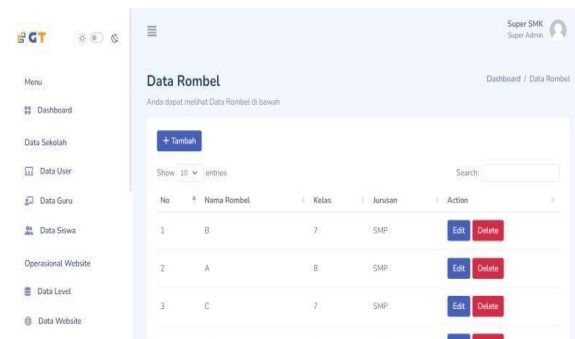 GT
Super SMK
Super Admin
Menu
Dashboard
Data Sekolah
Data User
Data Guru
Data Siswa
Operasional Website
Data Level
Data Website
Data Rombel
Dashboard / Data Rombel
Anda dapat melihat Data Rombel di bawah
+ Tambah
Show 10 entries
Search:
No Nama Rombel Kelas Jurusan Action
1 B 7 SMP Edit Delete
2 A 8 SMP Edit Delete
3 C 7 SMP Edit Delete